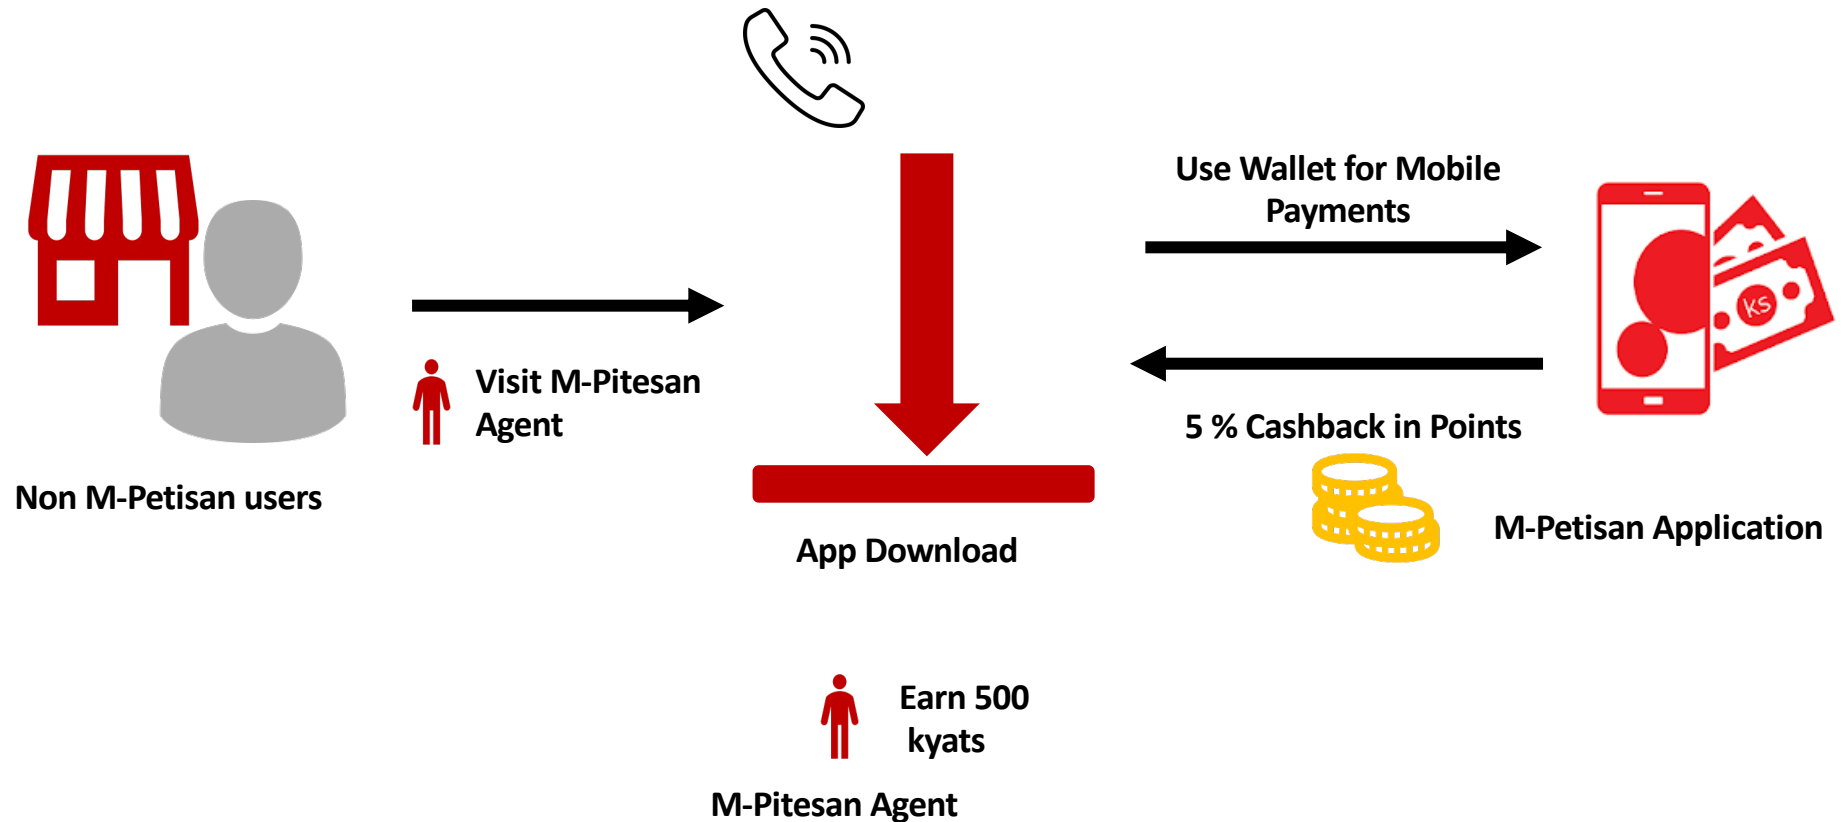 Use Wallet for Mobile
Payments
KS
Visit M-Pitesan
Agent
5 % Cashback in Points
Non M-Petisan users
M-Petisan Application
App Download
Earn 500
kyats
M-Pitesan Agent